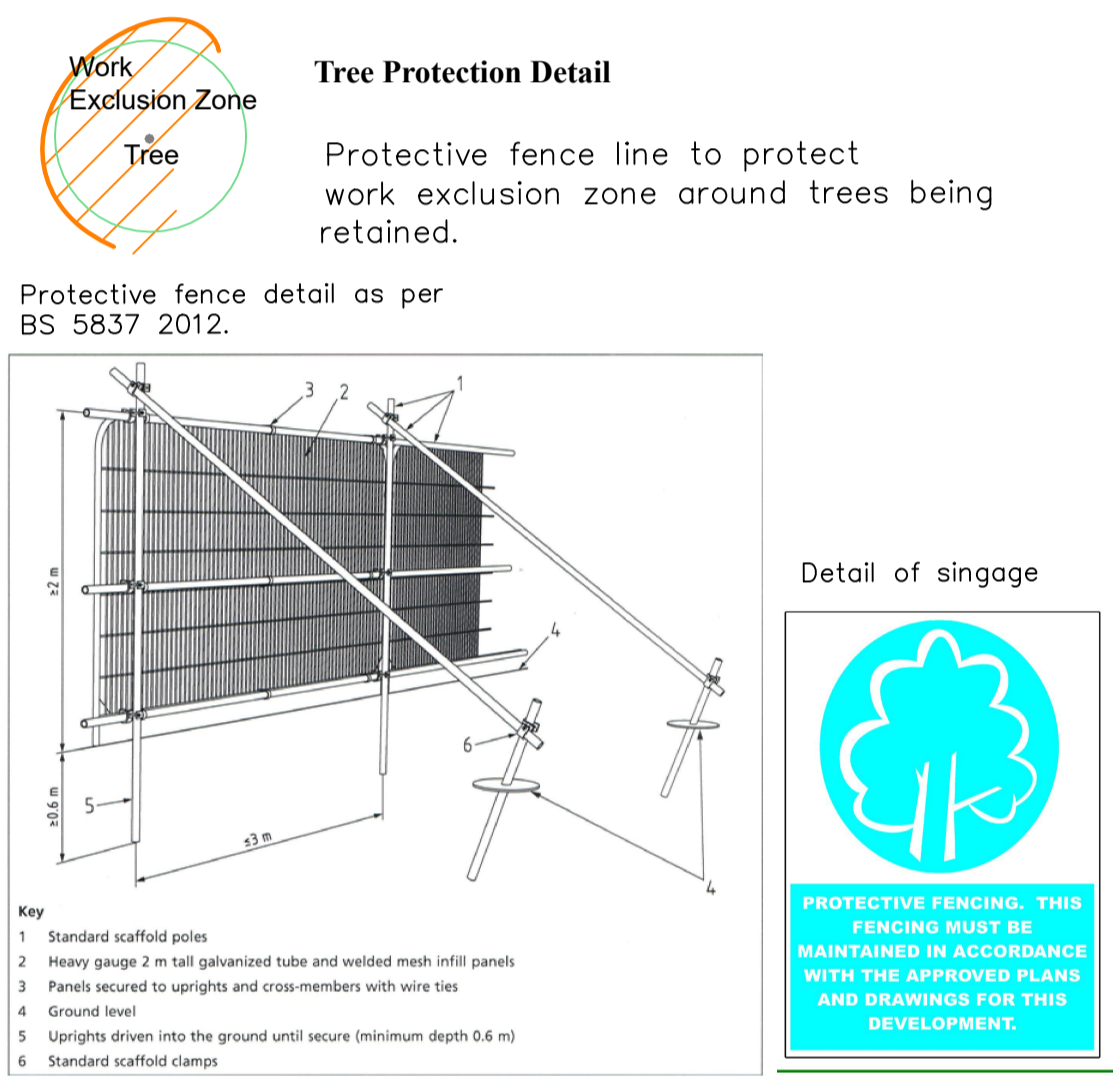 Work
Exclusion Zone
Tree
Tree Protection Detail
Protective fence line to protect
work exclusion zone around trees being
retained.
Protective fence detail as per
BS 5837 2012.
3
2
1
≥2 m
4
6
5
≥0.6 m
≤3 m
4
Key
1 Standard scaffold poles
2 Heavy gauge 2 m tall galvanized tube and welded mesh infill panels
3 Panels secured to uprights and cross-members with wire ties
4 Ground level
5 Uprights driven into the ground until secure (minimum depth 0.6 m)
6 Standard scaffold clamps
Detail of singage
PROTECTIVE FENCING. THIS
FENCING MUST BE
MAINTAINED IN ACCORDANCE
WITH THE APPROVED PLANS
AND DRAWINGS FOR THIS
DEVELOPMENT.